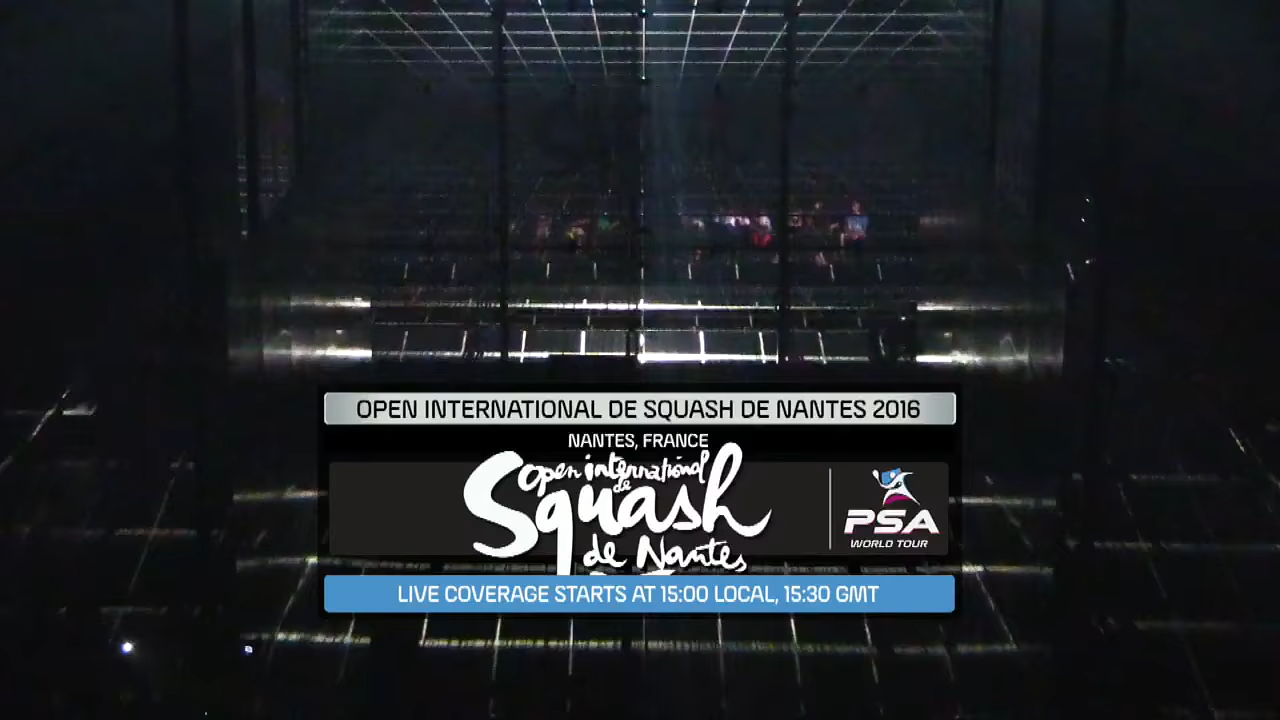 OPEN INTERNATIONAL DE SQUASH DE NANTES 2016
NANTES, FRANCE
Open international
de
Squash
de Nantes
PSA
WORLD TOUR
LIVE COVERAGE STARTS AT 15:00 LOCAL, 15:30 GMT